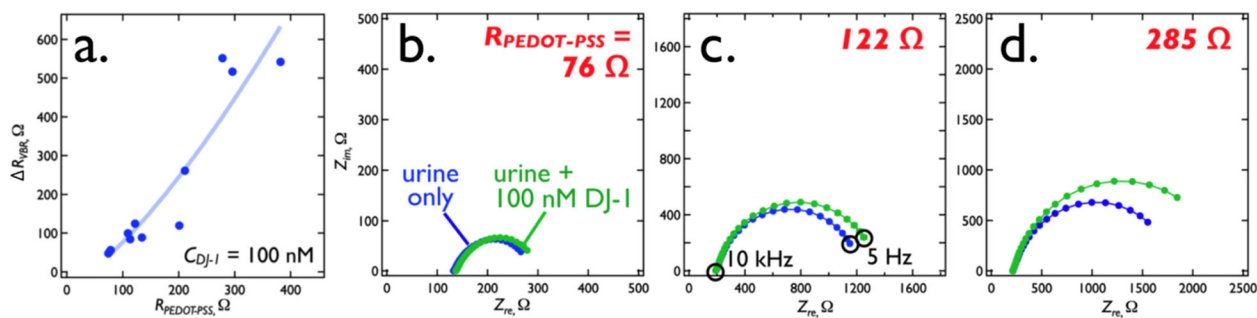 a.
600
500
400
300
200
100
0
ΔR_VBR, Ω
0 100 200 300 400
R_PEDOT-PSS, Ω
C_DJ-1 = 100 nM
b.
R_PEDOT-PSS =
76 Ω
500
400
300
200
100
0
Z_im, Ω
urine
only
urine +
100 nM DJ-1
0 100 200 300 400 500
Z_re, Ω
c.
122 Ω
1600
1200
800
400
0
10 kHz
5 Hz
0 400 800 1200 1600
Z_re, Ω
d.
285 Ω
2500
2000
1500
1000
500
0
0 500 1000 1500 2000 2500
Z_re, Ω